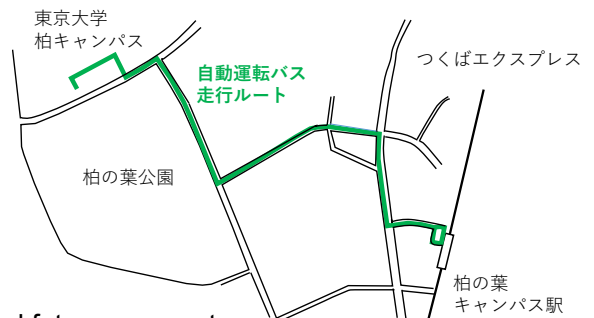 東京大学
柏キャンパス
自動運転バス
走行ルート
つくばエクスプレス
柏の葉公園
柏の葉
キャンパス駅